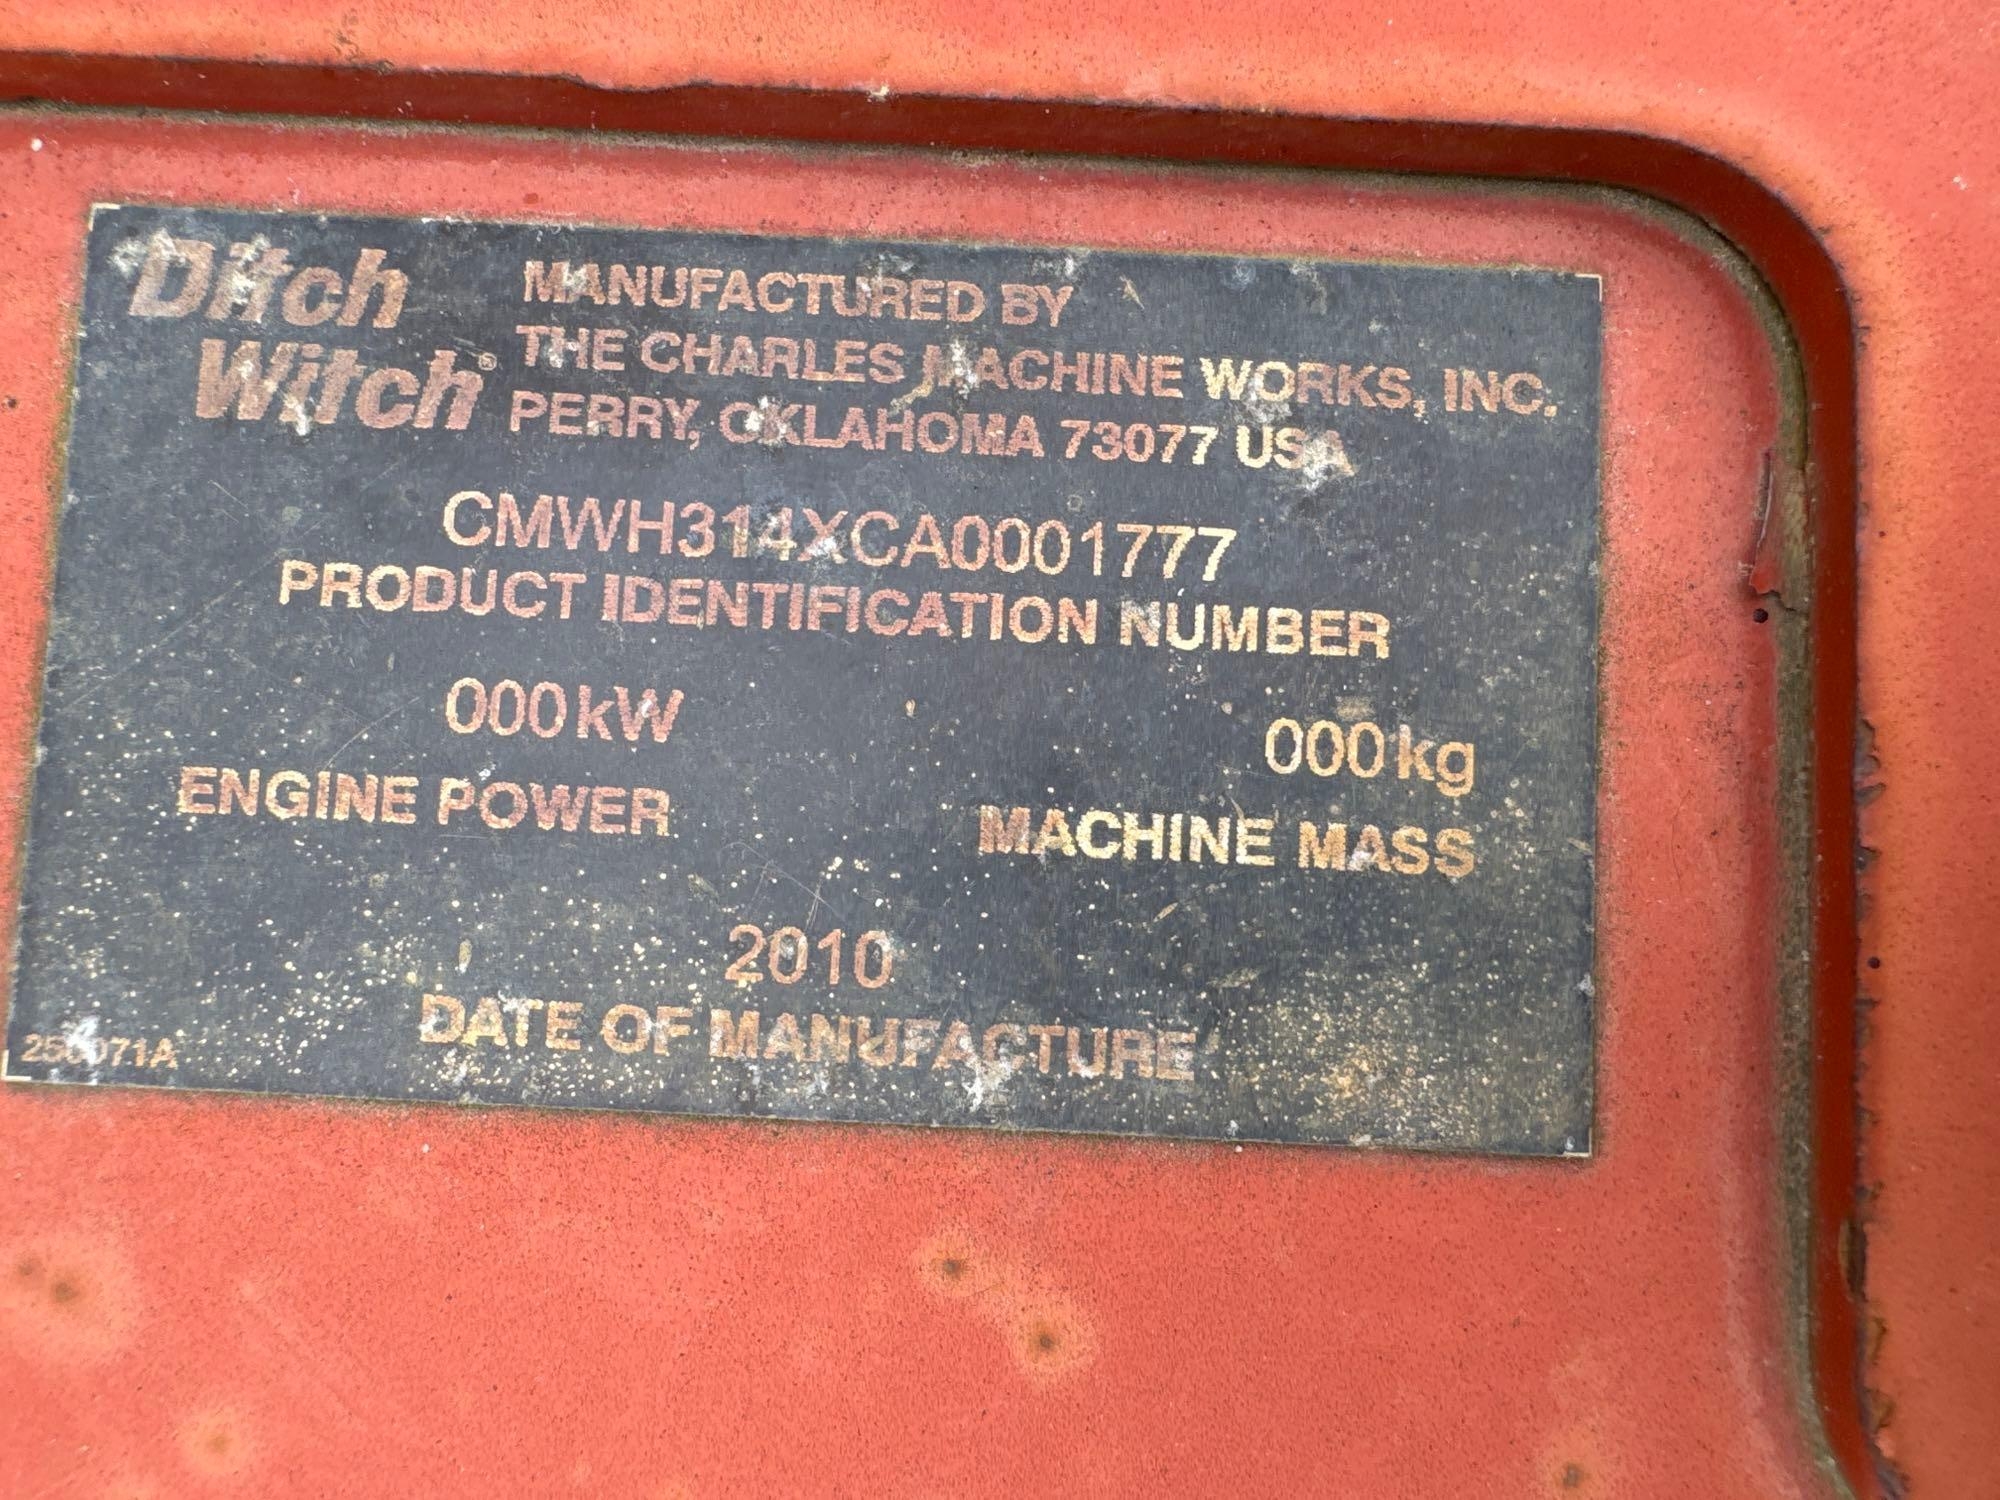 Ditch
Witch®
MANUFACTURED BY
THE CHARLES MACHINE WORKS, INC.
PERRY, OKLAHOMA 73077 USA
CMWH314XCA0001777
PRODUCT IDENTIFICATION NUMBER
000kW
000kg
ENGINE POWER
MACHINE MASS
2010
DATE OF MANUFACTURE